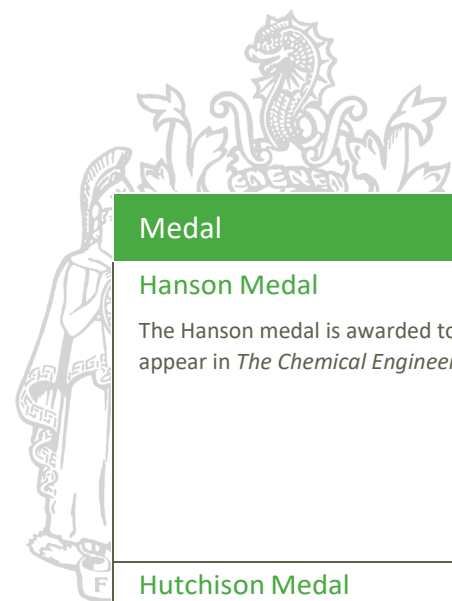 Medal
Hanson Medal
The Hanson medal is awarded to
appear in The Chemical Engineer
Hutchison Medal
F